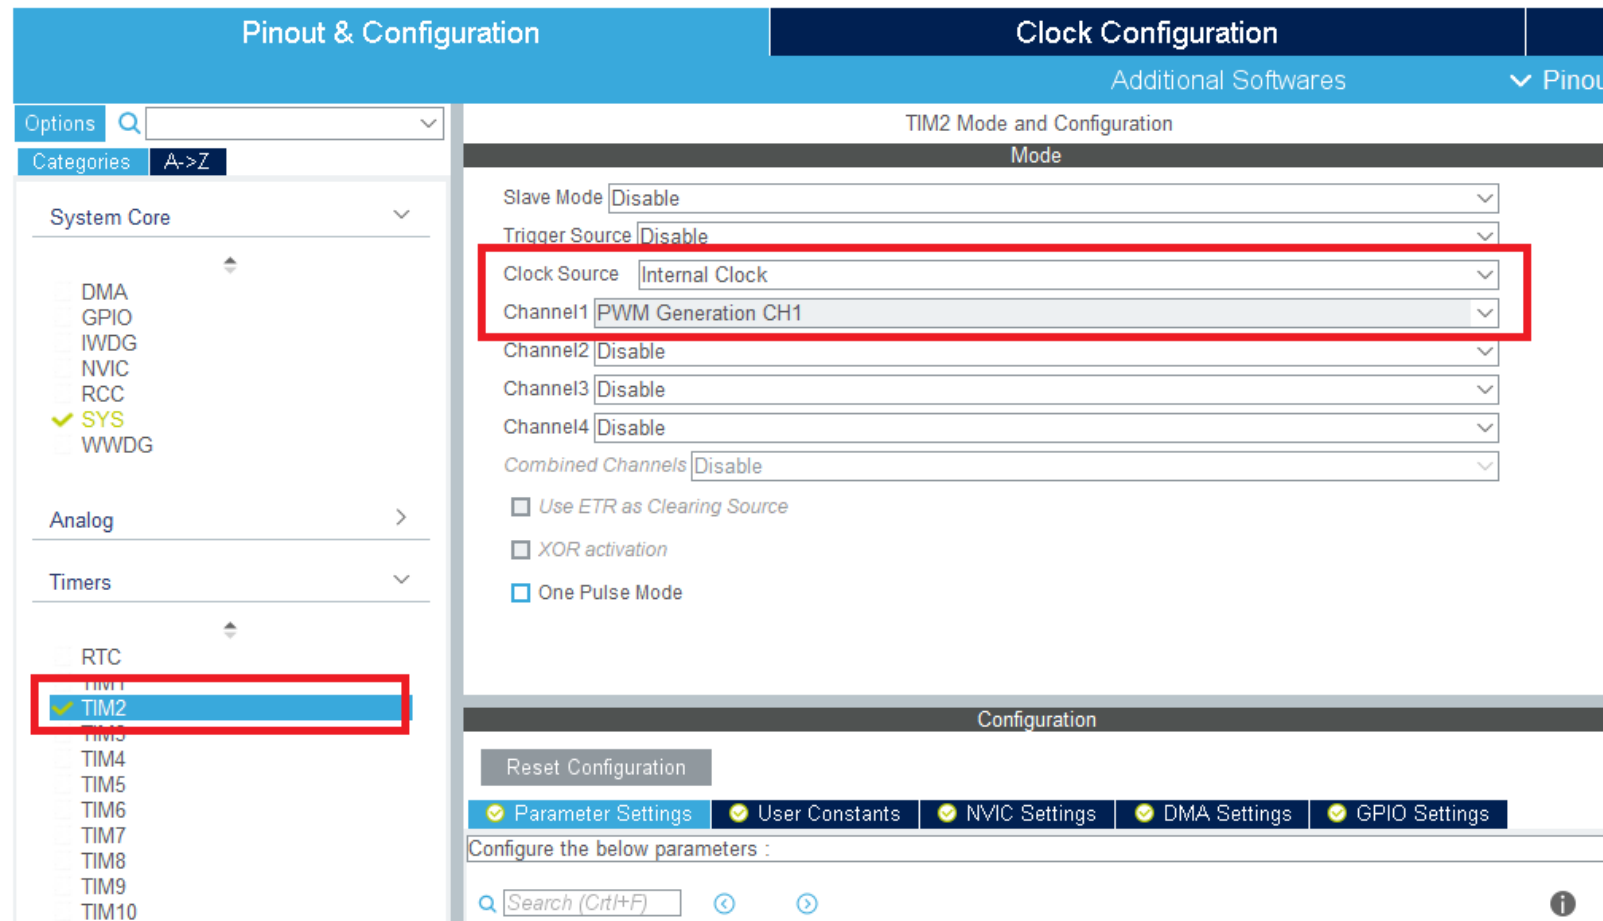 Pinout & Configuration
Clock Configuration
Additional Softwares
Pinou
Options
Categories
A->Z
System Core
DMA
GPIO
IWDG
NVIC
RCC
SYS
WWDG
Analog
Timers
RTC
TIM1
TIM2
TIM3
TIM4
TIM5
TIM6
TIM7
TIM8
TIM9
TIM10
TIM2 Mode and Configuration
Mode
Slave Mode Disable
Trigger Source Disable
Clock Source Internal Clock
Channel1 PWM Generation CH1
Channel2 Disable
Channel3 Disable
Channel4 Disable
Combined Channels Disable
Use ETR as Clearing Source
XOR activation
One Pulse Mode
Configuration
Reset Configuration
Parameter Settings
User Constants
NVIC Settings
DMA Settings
GPIO Settings
Configure the below parameters :
Search (Crtl+F)